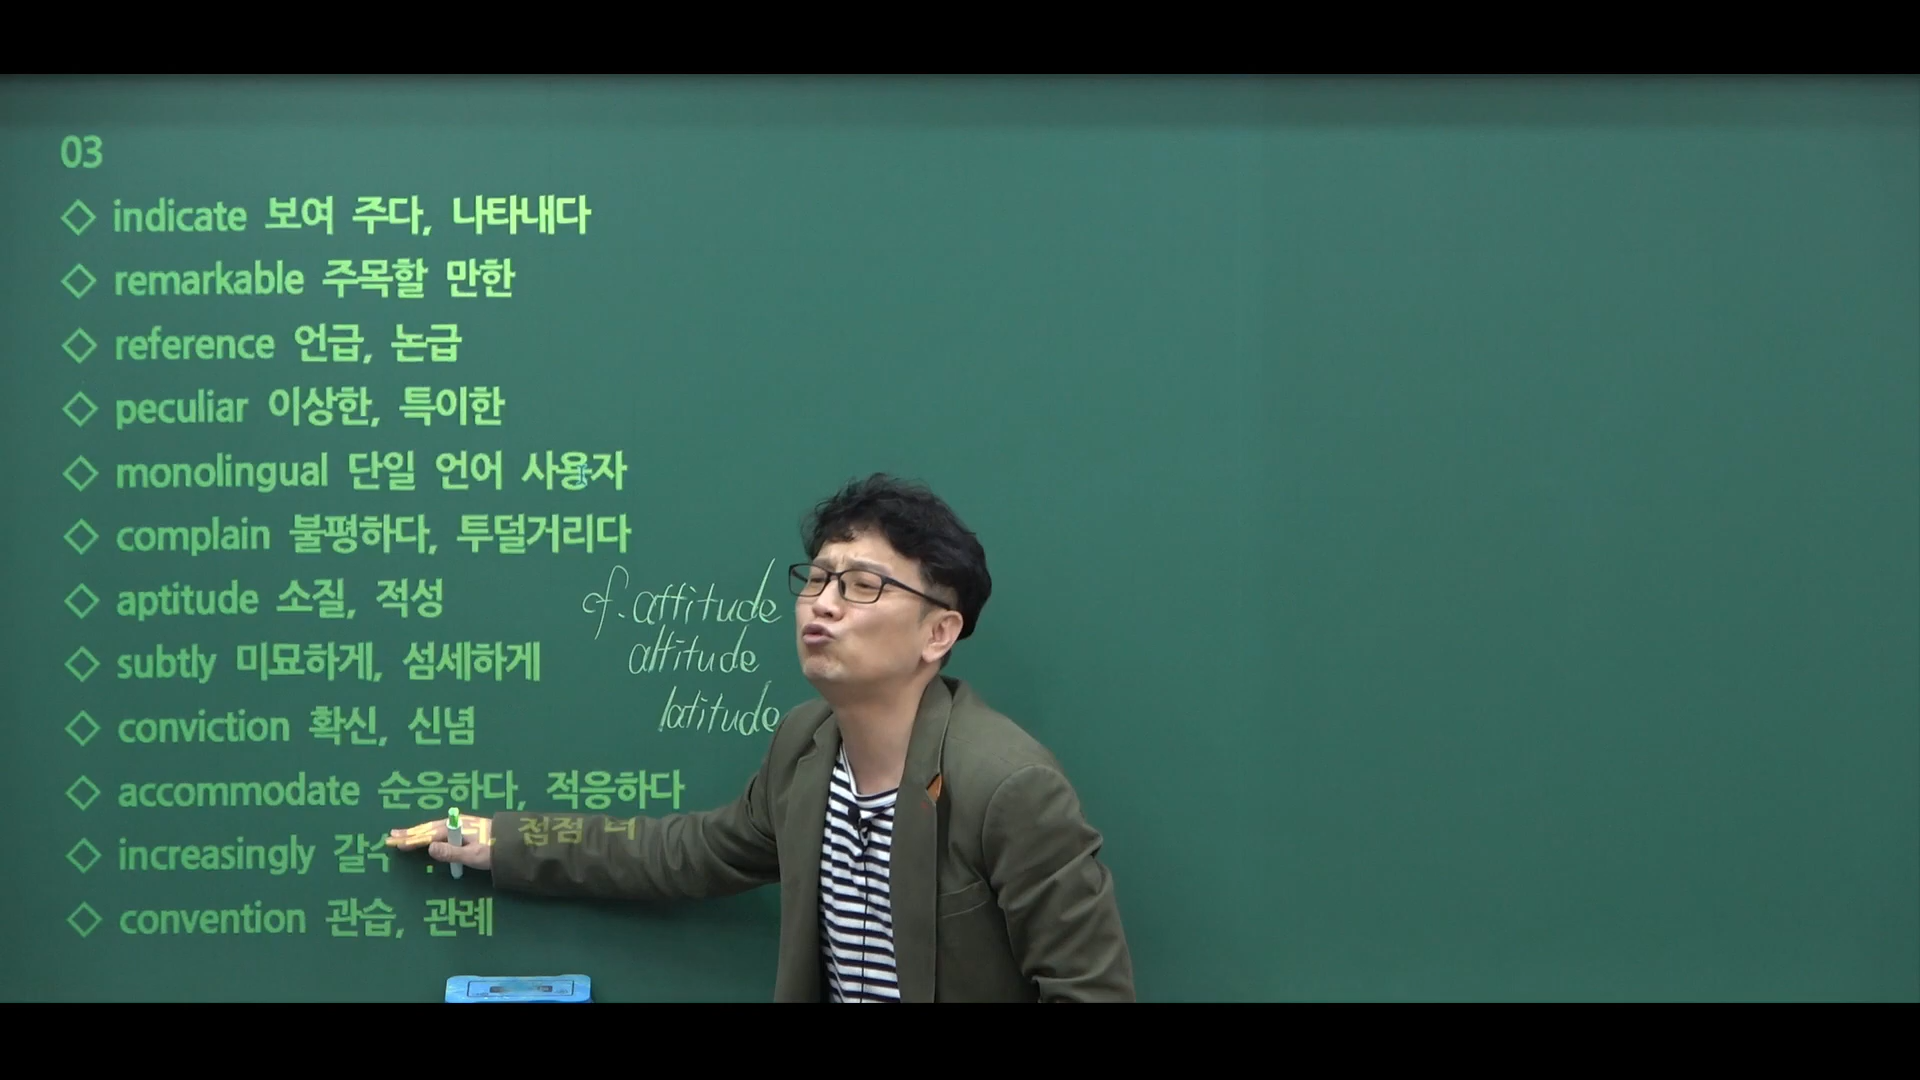 03
◇ indicate 보여 주다, 나타내다
◇ remarkable 주목할 만한
◇ reference 언급, 논급
◇ peculiar 이상한, 특이한
◇ monolingual 단일 언어 사용자
◇ complain 불평하다, 투덜거리다
◇ aptitude 소질, 적성
cf. attitude
altitude
latitude
◇ subtly 미묘하게, 섬세하게
◇ conviction 확신, 신념
◇ accommodate 순응하다, 적응하다
◇ increasingly 갈수 더, 점점 더
◇ convention 관습, 관례